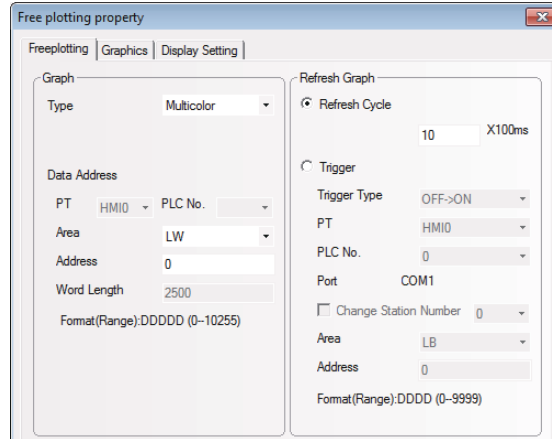 Free plotting property
Freeplotting Graphics Display Setting
Graph
Type Multicolor
Data Address
PT HMI0 PLC No.
Area LW
Address 0
Word Length 2500
Format(Range):DDDDD (0--10255)
Refresh Graph
Refresh Cycle
10 X100ms
Trigger
Trigger Type OFF->ON
PT HMI0
PLC No. 0
Port COM1
Change Station Number 0
Area LB
Address 0
Format(Range):DDDD (0--9999)